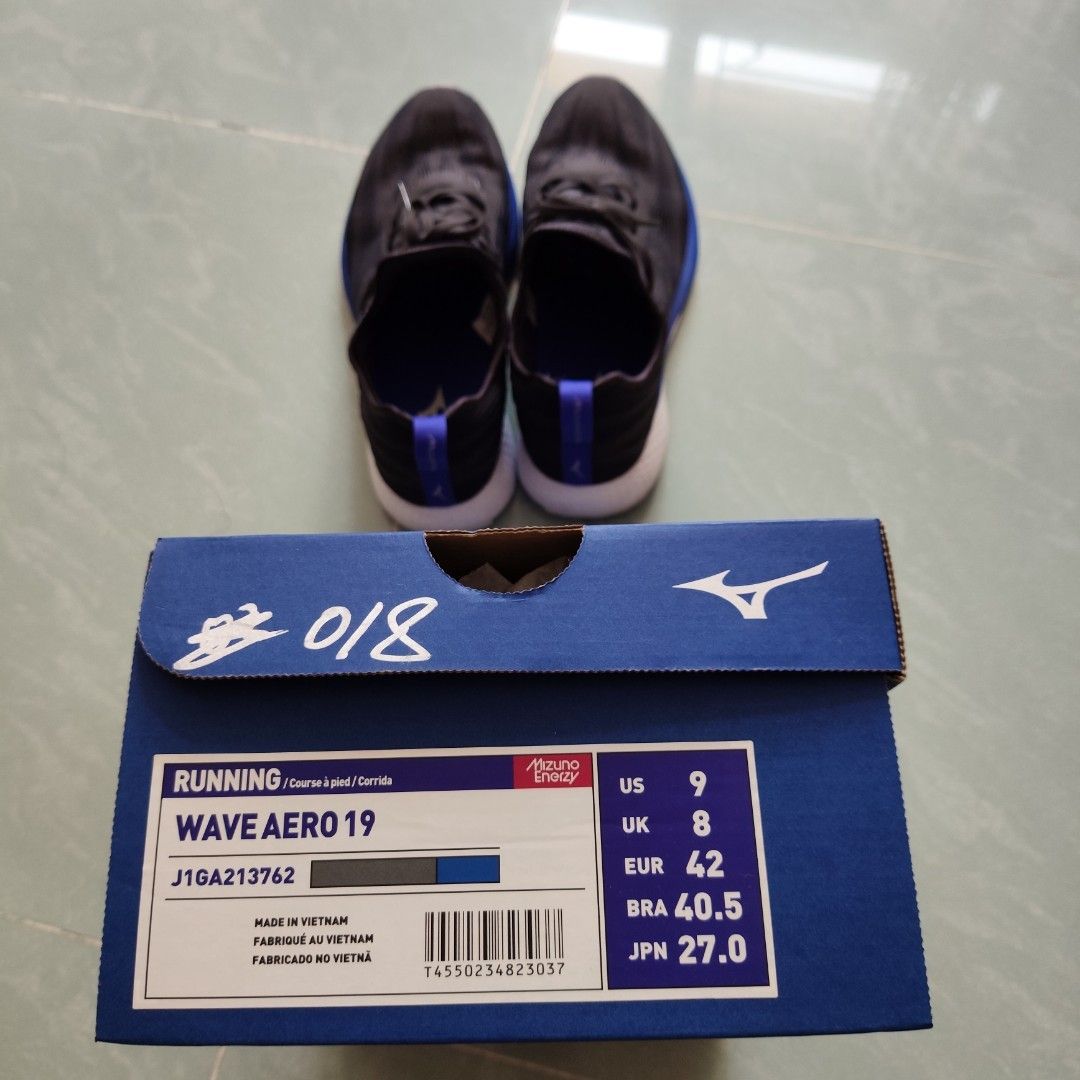 018
RUNNING / Course à pied / Corrida
Mizuno
Enerzy
WAVE AERO 19
J1GA213762
MADE IN VIETNAM
FABRIQUÉ AU VIETNAM
FABRICADO NO VIETNÃ
T4550234823037
US 9
UK 8
EUR 42
BRA 40.5
JPN 27.0